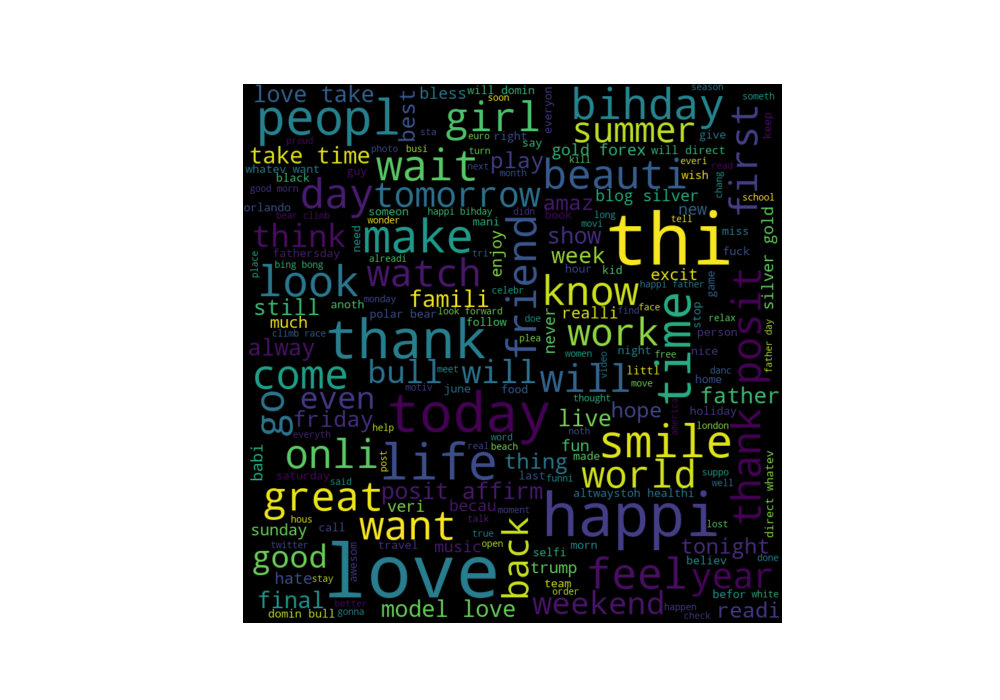 love take
best
bless
will domin
soon
everyon
season
bihday
someth
peopl
girl
summer
give
first
keep
proud
sta
euro
right
say
take time
photo
busi
turn
gold forex
will direct
wait
next
play
kill
everi
read
whatev want
guy
month
beauti
wish
chang
black
good morn
day
tomorrow
amaz
blog silver
school
orlando
someon
happi bihday
didn
book
long
new
bear climb
wonder
mani
movi
tell
miss
silver gold
think
need
make
friend
enjoy
show
thi
fuck
fathersday
alreadi
tri
week
place
bing bong
watch
celebr
hour
kid
excit
game
look
monday
famili
know
happi father
still
anoth
polar bear
look forward
never
realli
find
face
time
stop
relax
posit
much
follow
doe
work
person
father day
climb race
thank
plea
alway
women
night
free
nice
come
bull
meet
will
will
video
littl
home
danc
motiv
june
food
move
father
go
even
today
thought
hope
holiday
friday
live
american
thank
london
everyth
help
word
noth
smile
onli
real
beach
fun
made
babi
post
life
thing
world
suppo
saturday
said
last
funni
well
direct whatev
great
posit affirm
altwaystoh healthi
veri
becau
moment
happi
hous
want
talk
back
lost
sunday
call
true
twitter
travel
music
open
selfi
morn
tonight
good
awesom
love
believ
done
hate
stay
trump
feel
year
team
final
better
order
befor
white
domin bull
gonna
model love
weekend
happen
check
readi